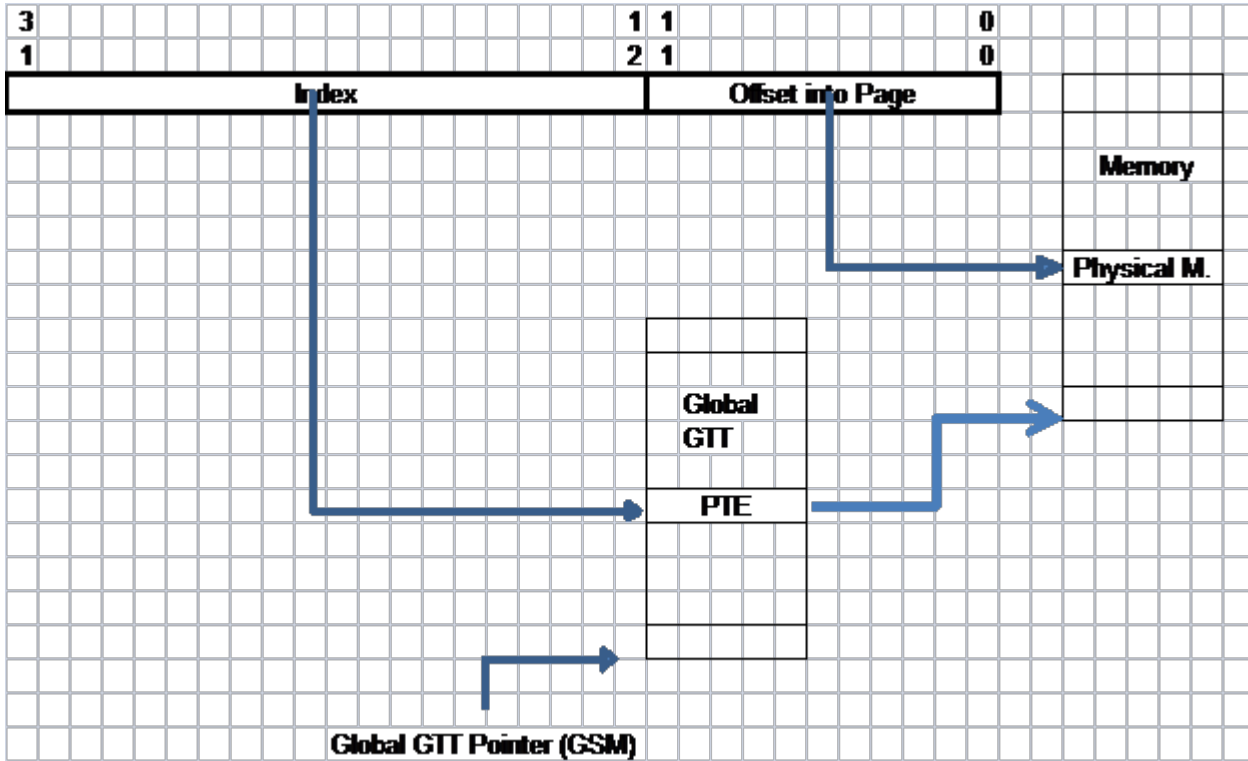 3 1 1 0
1 2 1 0
Index Offset into Page
Memory
Physical M.
Global
GTT
PTE
Global GTT Pointer (GSM)